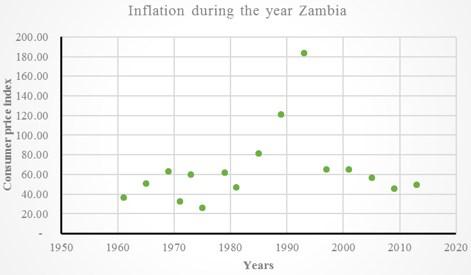 Inflation during the year Zambia
Consumer price index
200.00
180.00
160.00
140.00
120.00
100.00
80.00
60.00
40.00
20.00
-
1950 1960 1970 1980 1990 2000 2010 2020
Years